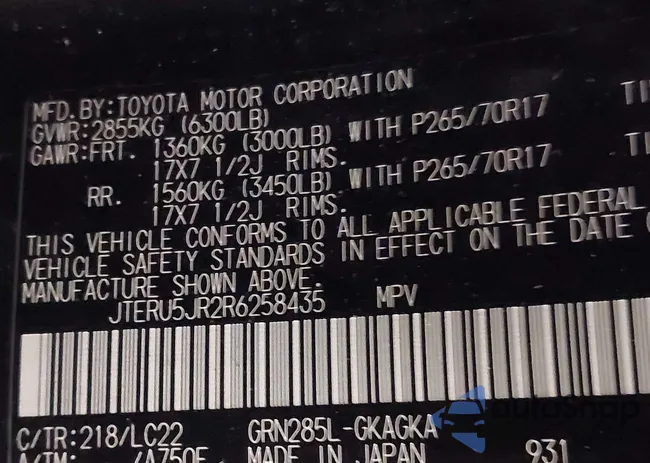 MFD.BY:TOYOTA MOTOR CORPORATION
GVWR:2855KG (6300LB)
GAWR:FRT. 1360KG (3000LB) WITH P265/70R17
17X7 1/2J RIMS.
RR. 1560KG (3450LB) WITH P265/70R17
17X7 1/2J RIMS.
THIS VEHICLE CONFORMS TO ALL APPLICABLE FEDERAL
VEHICLE SAFETY STANDARDS IN EFFECT ON THE DATE
MANUFACTURE SHOWN ABOVE.
JTERU5JR2R6258435 MPV
C/TR:218/LC22 GRN285L-GKAGKA
MADE IN JAPAN 931
autoSnap